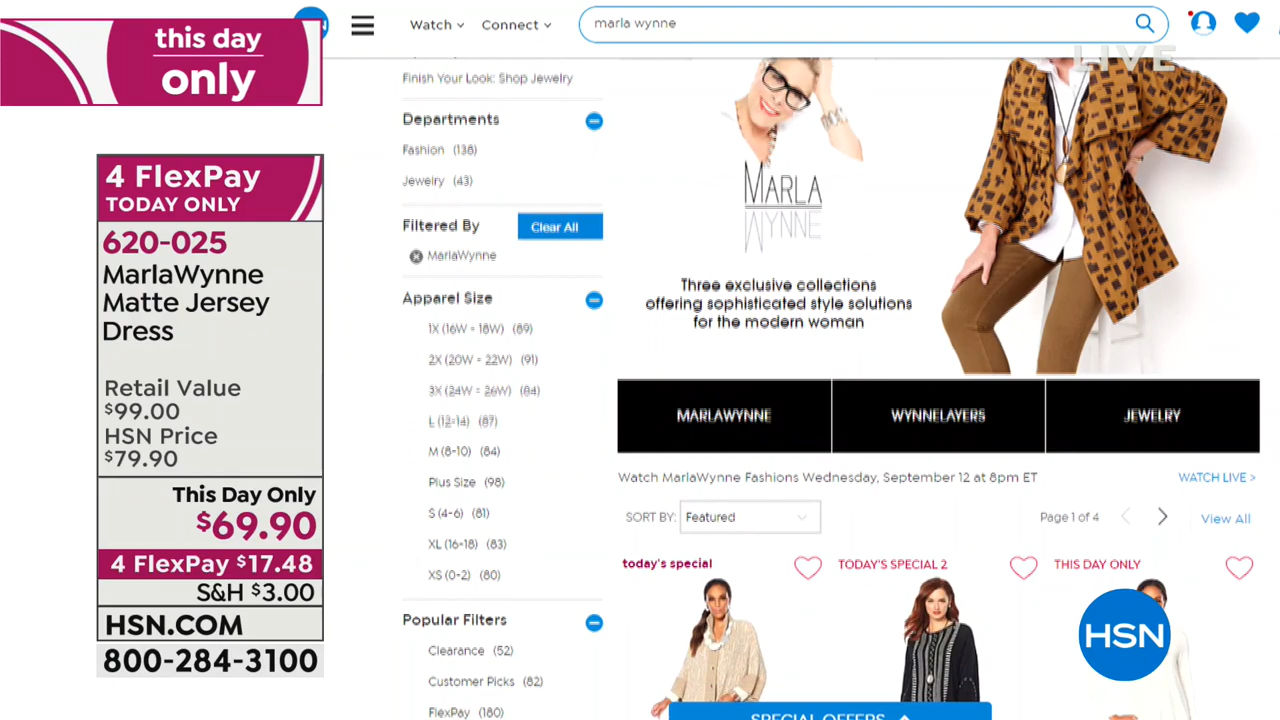 this day
only
4 FlexPay
TODAY ONLY
620-025
MarlaWynne
Matte Jersey
Dress
Retail Value
$99.00
HSN Price
$79.90
This Day Only
$69.90
4 FlexPay $17.48
S&H $3.00
HSN.COM
800-284-3100
Watch
Connect
marla wynne
LIVE
Finish Your Look: Shop Jewelry
Departments
Fashion (138)
Jewelry (43)
Filtered By
Clear All
MarlaWynne
Apparel Size
1X (16W - 18W) (89)
2X (20W - 22W) (91)
3X (24W - 26W) (84)
L (12-14) (87)
M (8-10) (84)
Plus Size (98)
S (4-6) (81)
XL (16-18) (83)
XS (0-2) (80)
Popular Filters
Clearance (52)
Customer Picks (82)
FlexPay (180)
MARLA
WYNNE
Three exclusive collections
offering sophisticated style solutions
for the modern woman
MARLAWYNNE
WYNNELAYERS
JEWELRY
Watch MarlaWynne Fashions Wednesday, September 12 at 8pm ET
WATCH LIVE >
SORT BY: Featured
Page 1 of 4
View All
today's special
TODAY'S SPECIAL 2
THIS DAY ONLY
HSN
SPECIAL OFFERS